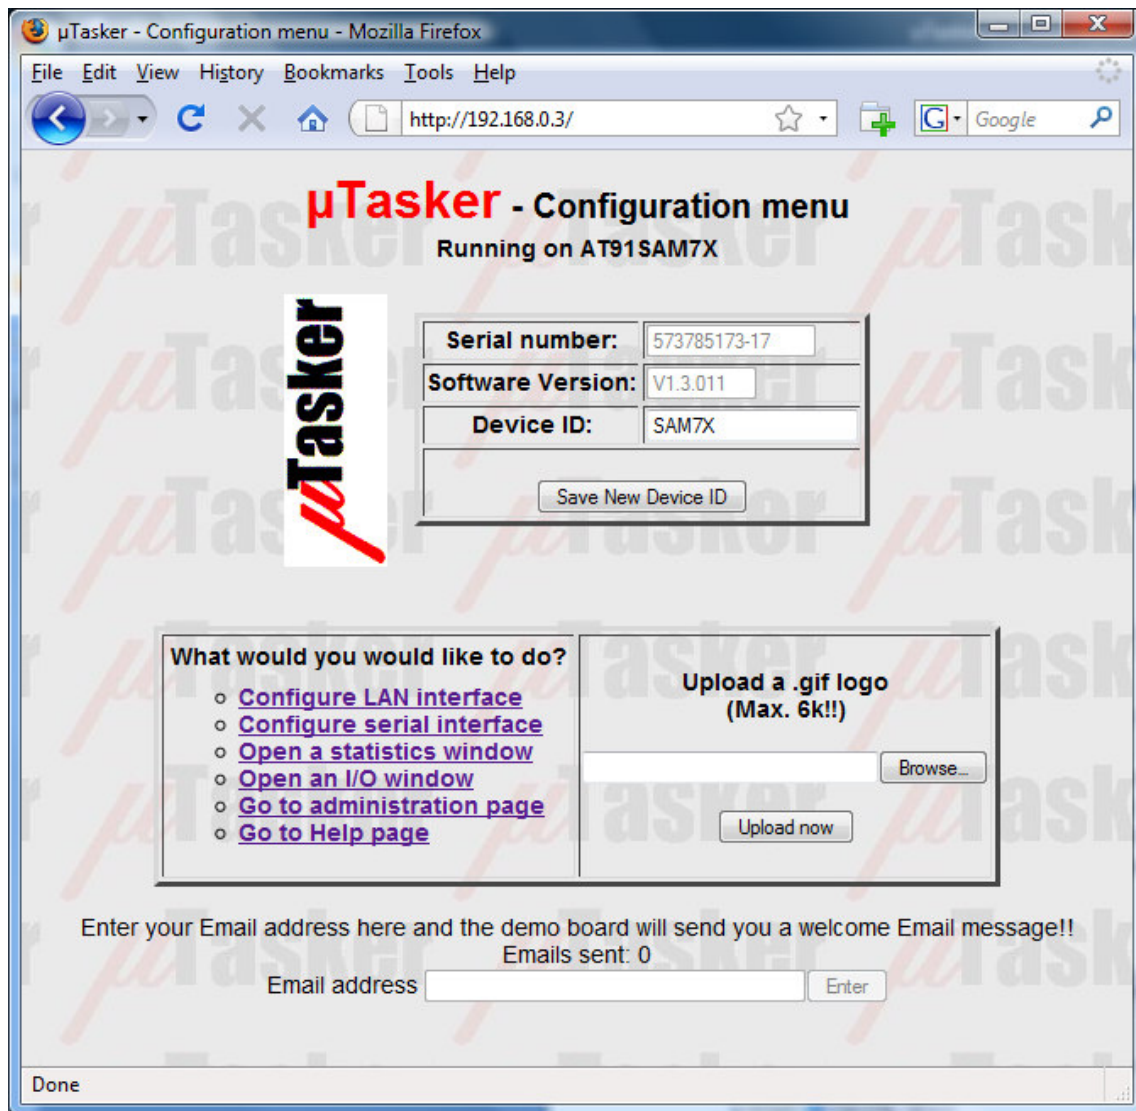 µTasker - Configuration menu - Mozilla Firefox
File Edit View History Bookmarks Tools Help
http://192.168.0.3/
G Google
µTasker - Configuration menu
Running on AT91SAM7X
µTasker
Serial number: 573785173-17
Software Version: V1.3.011
Device ID: SAM7X
Save New Device ID
What would you would like to do?
Configure LAN interface
Configure serial interface
Open a statistics window
Open an I/O window
Go to administration page
Go to Help page
Upload a .gif logo
(Max. 6k!!)
Browse...
Upload now
Enter your Email address here and the demo board will send you a welcome Email message!!
Emails sent: 0
Email address Enter
Done